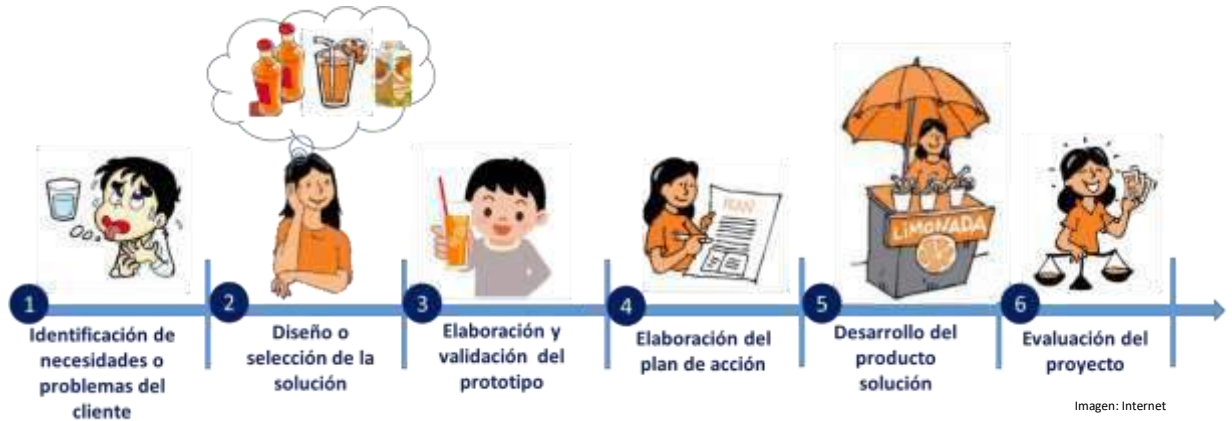 1
Identificación de
necesidades o
problemas del
cliente
2
Diseño o
selección de la
solución
3
Elaboración y
validación del
prototipo
4
Elaboración del
plan de acción
PLAN
5
Desarrollo del
producto
solución
LIMONADA
6
Evaluación del
proyecto
Imagen: Internet